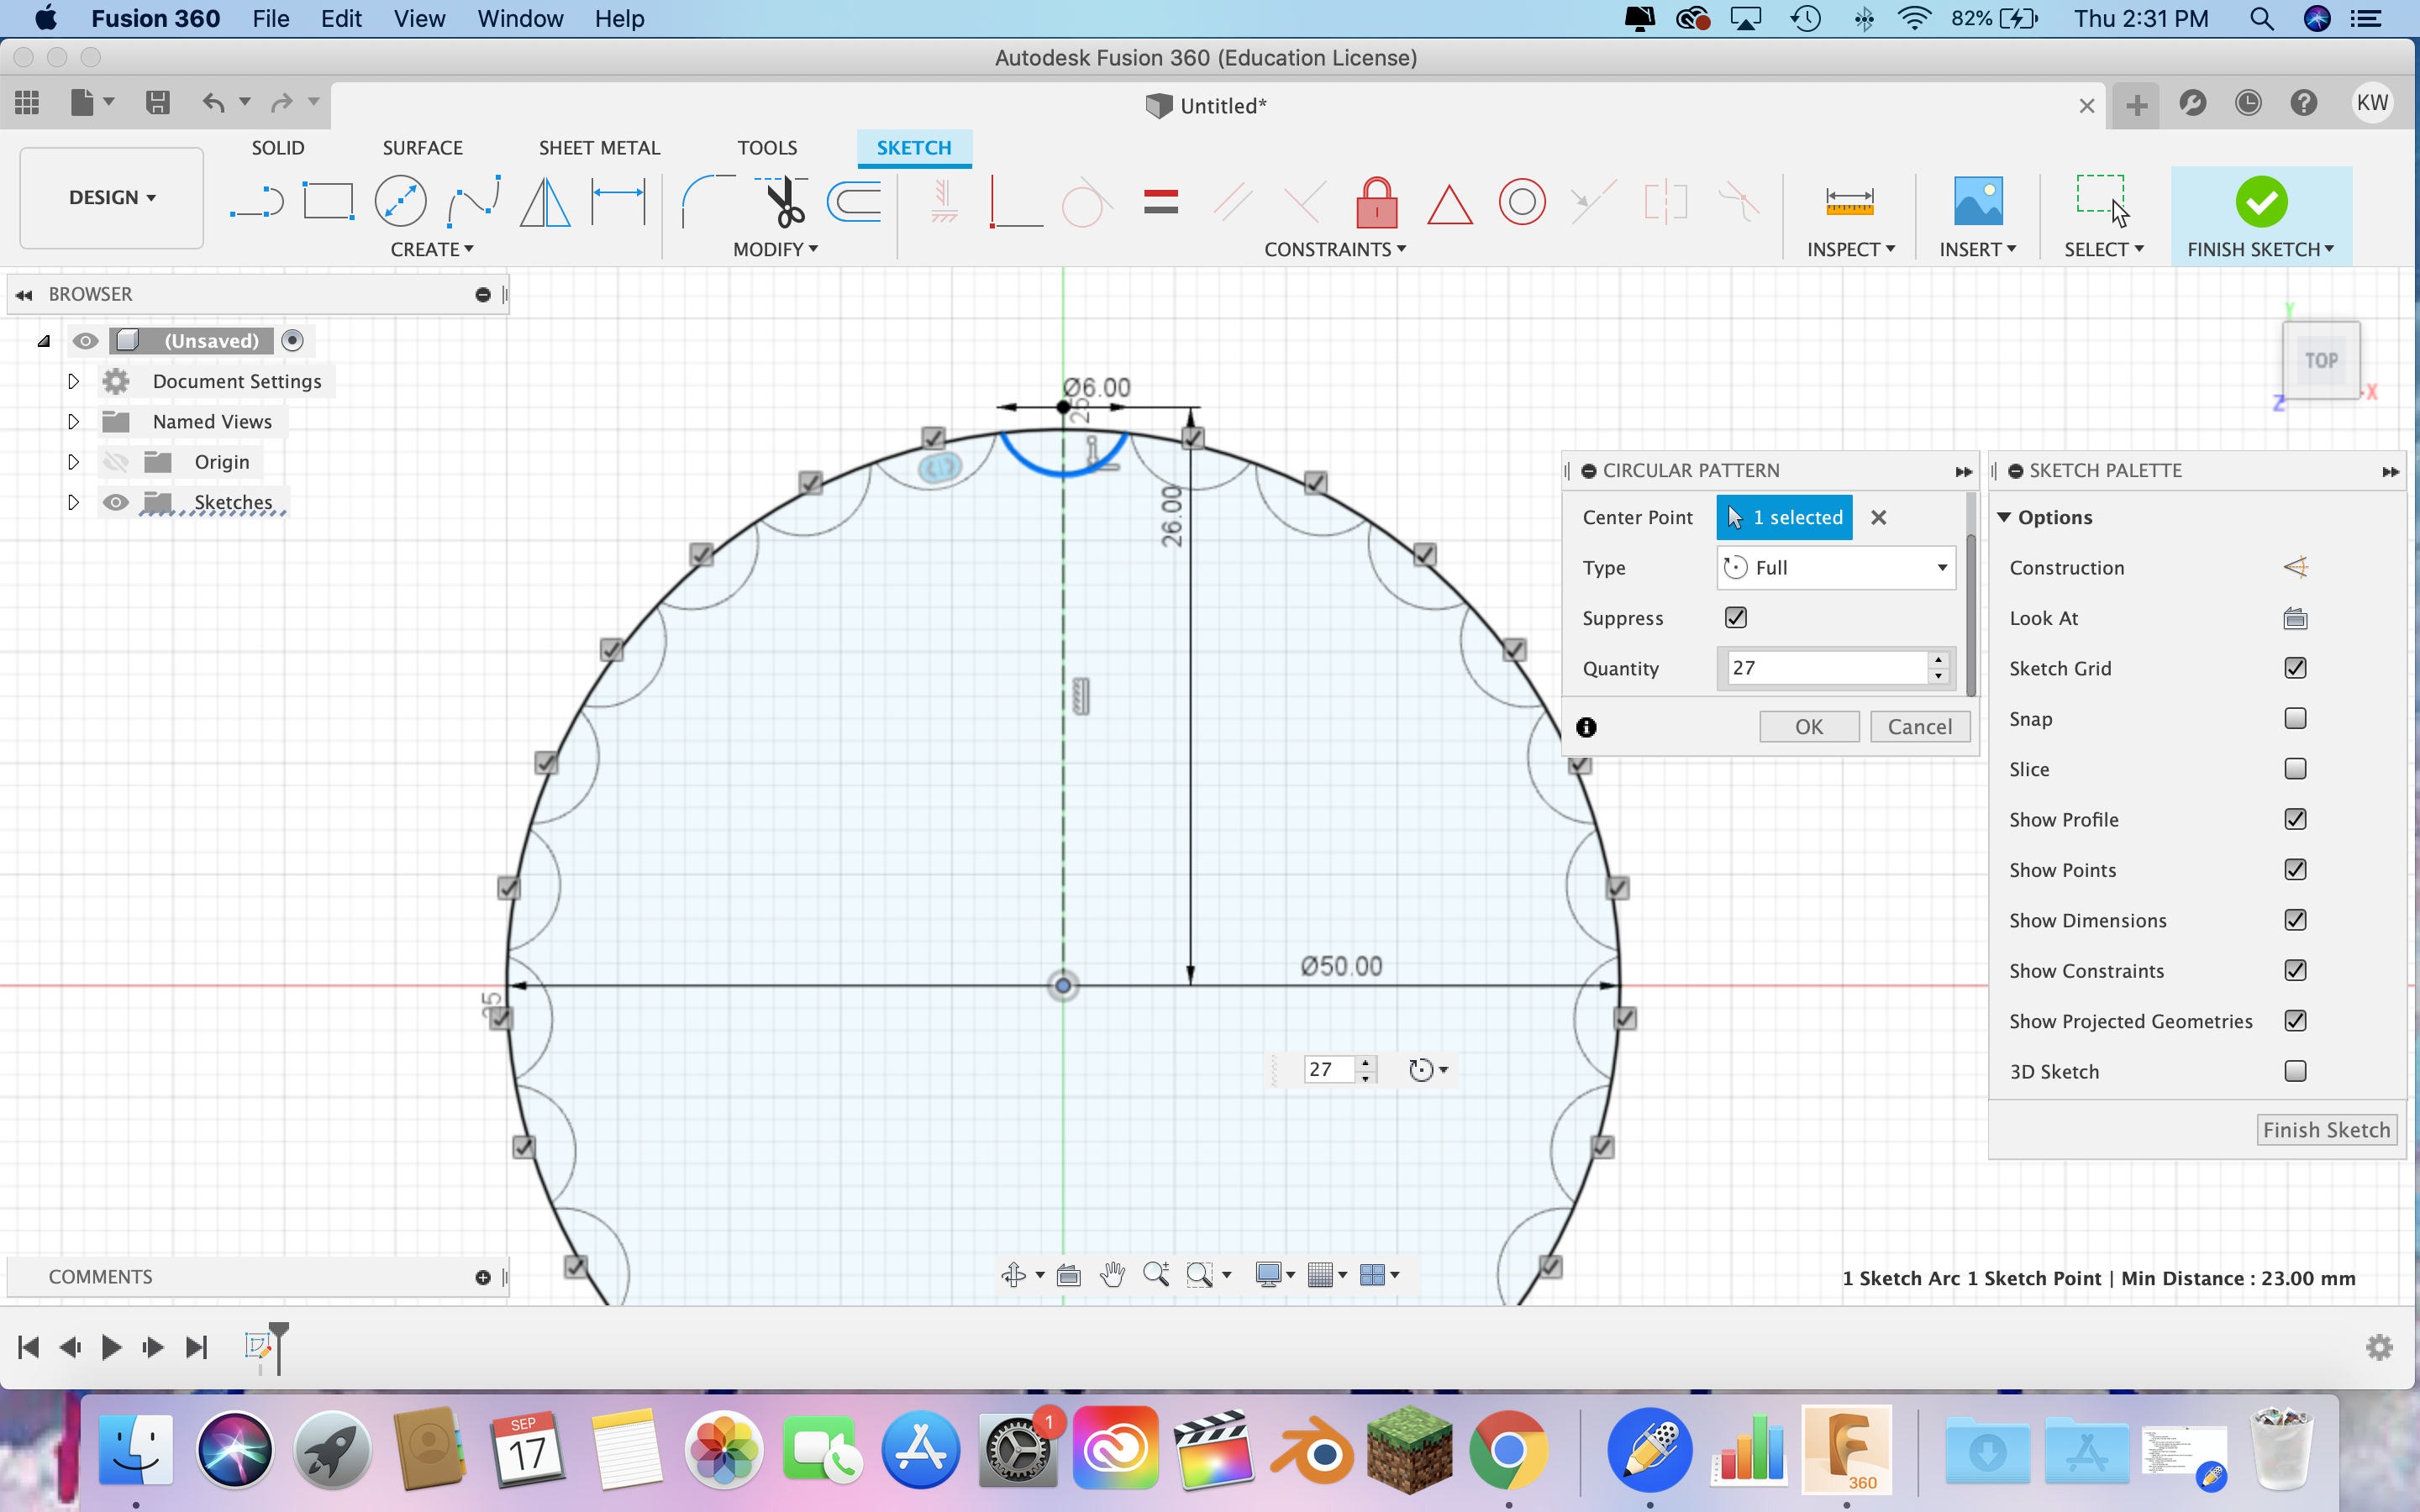 Fusion 360 File Edit View Window Help 82% Thu 2:31 PM
Autodesk Fusion 360 (Education License)
Untitled* KW
SOLID SURFACE SHEET METAL TOOLS SKETCH
DESIGN
CREATE MODIFY CONSTRAINTS INSPECT INSERT SELECT FINISH SKETCH
BROWSER
(Unsaved)
Document Settings
Named Views
Origin
Sketches
Y
TOP
X
Z
Ø6.00
25
26.00
Ø50.00
25
27
CIRCULAR PATTERN
Center Point 1 selected
Type Full
Suppress
Quantity 27
OK Cancel
SKETCH PALETTE
Options
Construction
Look At
Sketch Grid
Snap
Slice
Show Profile
Show Points
Show Dimensions
Show Constraints
Show Projected Geometries
3D Sketch
Finish Sketch
COMMENTS
1 Sketch Arc 1 Sketch Point | Min Distance : 23.00 mm
SEP
17
1
360